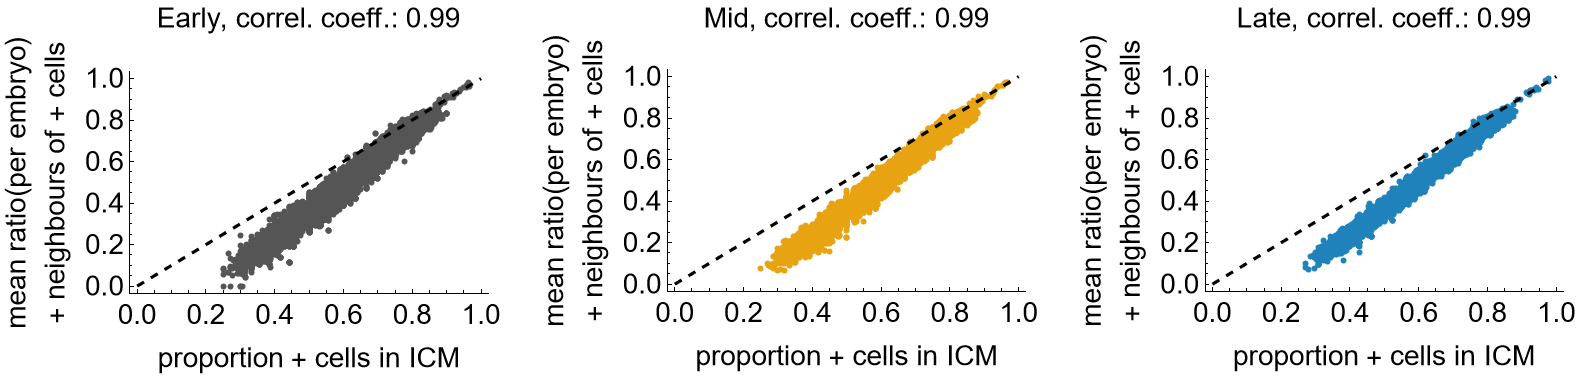 Early, correl. coeff.: 0.99
mean ratio(per embryo)
+ neighbours of + cells
1.0
0.8
0.6
0.4
0.2
0.0
0.0 0.2 0.4 0.6 0.8 1.0
proportion + cells in ICM
Mid, correl. coeff.: 0.99
mean ratio(per embryo)
+ neighbours of + cells
1.0
0.8
0.6
0.4
0.2
0.0
0.0 0.2 0.4 0.6 0.8 1.0
proportion + cells in ICM
Late, correl. coeff.: 0.99
mean ratio(per embryo)
+ neighbours of + cells
1.0
0.8
0.6
0.4
0.2
0.0
0.0 0.2 0.4 0.6 0.8 1.0
proportion + cells in ICM